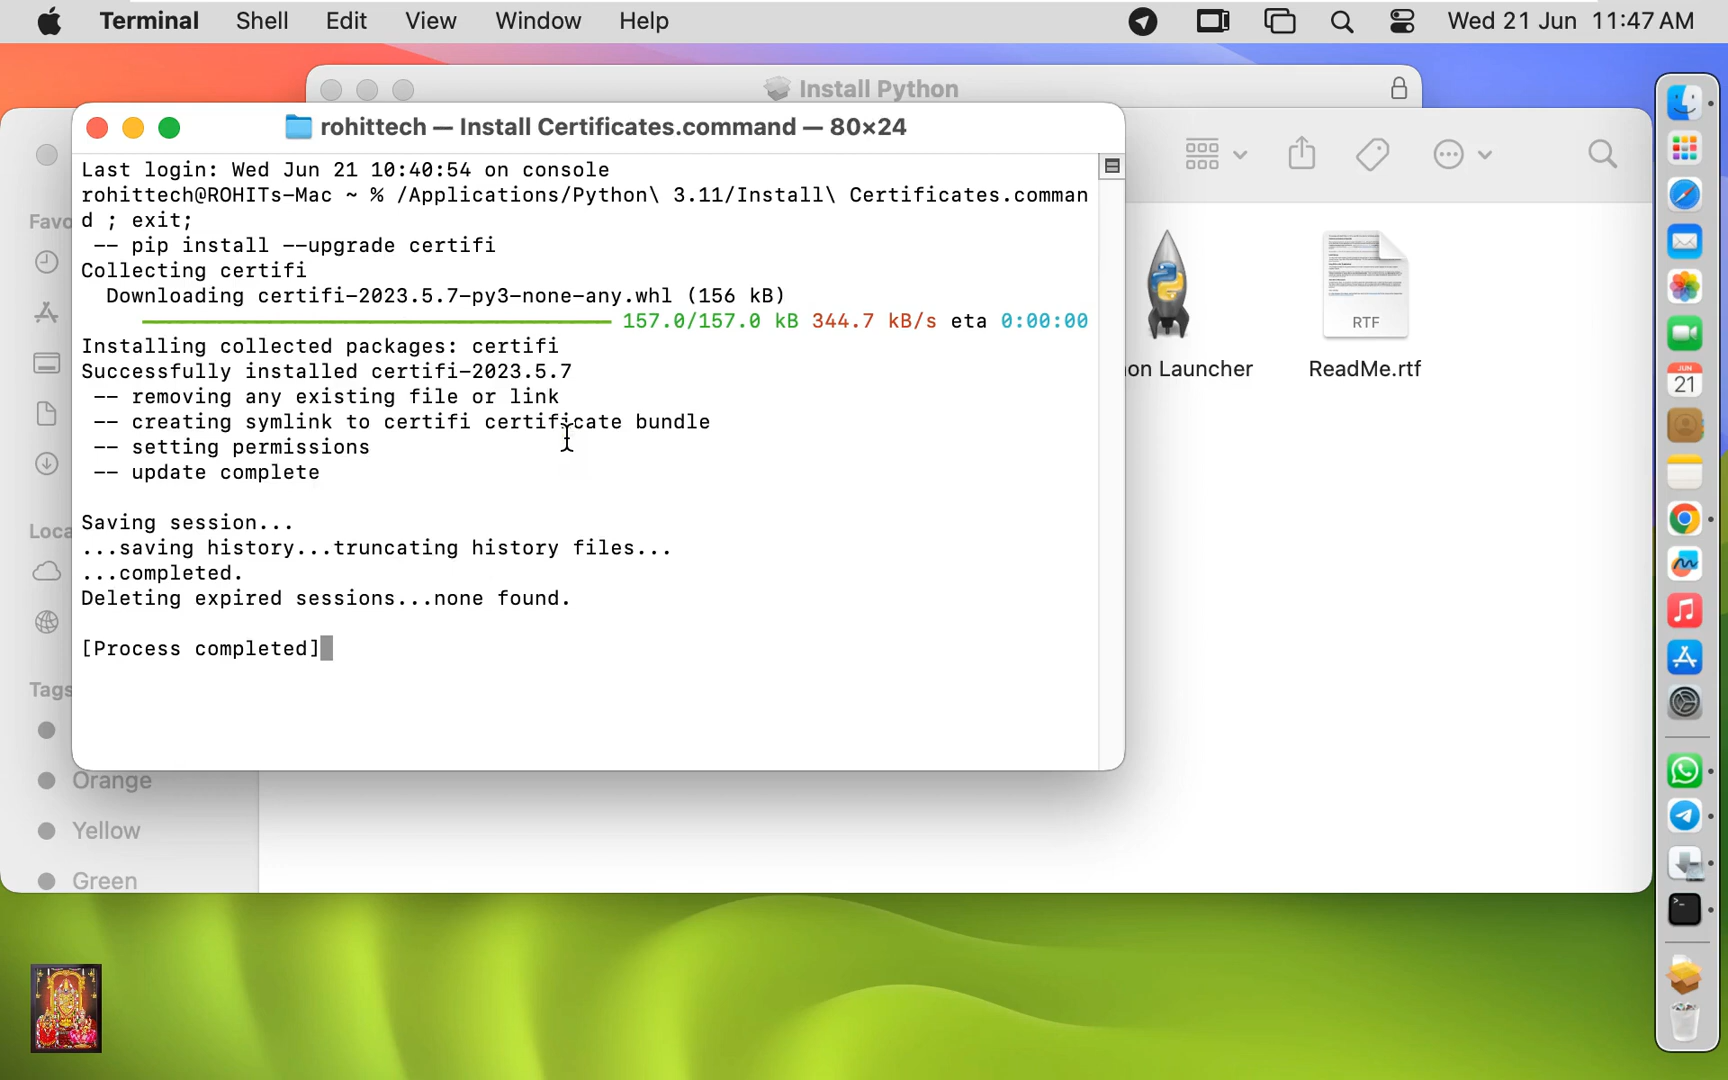 Terminal Shell Edit View Window Help Wed 21 Jun 11:47 AM
Install Python
rohittech — Install Certificates.command — 80×24
Last login: Wed Jun 21 10:40:54 on console
rohittech@ROHITs-Mac ~ % /Applications/Python\ 3.11/Install\ Certificates.comman
d ; exit;
-- pip install --upgrade certifi
Collecting certifi
Downloading certifi-2023.5.7-py3-none-any.whl (156 kB)
157.0/157.0 kB 344.7 kB/s eta 0:00:00
Installing collected packages: certifi
Successfully installed certifi-2023.5.7
-- removing any existing file or link
-- creating symlink to certifi certificate bundle
-- setting permissions
-- update complete
Saving session...
...saving history...truncating history files...
...completed.
Deleting expired sessions...none found.
[Process completed]
Favo
Loca
Tags
Orange
Yellow
Green
RTF
on Launcher
ReadMe.rtf
JUN
21